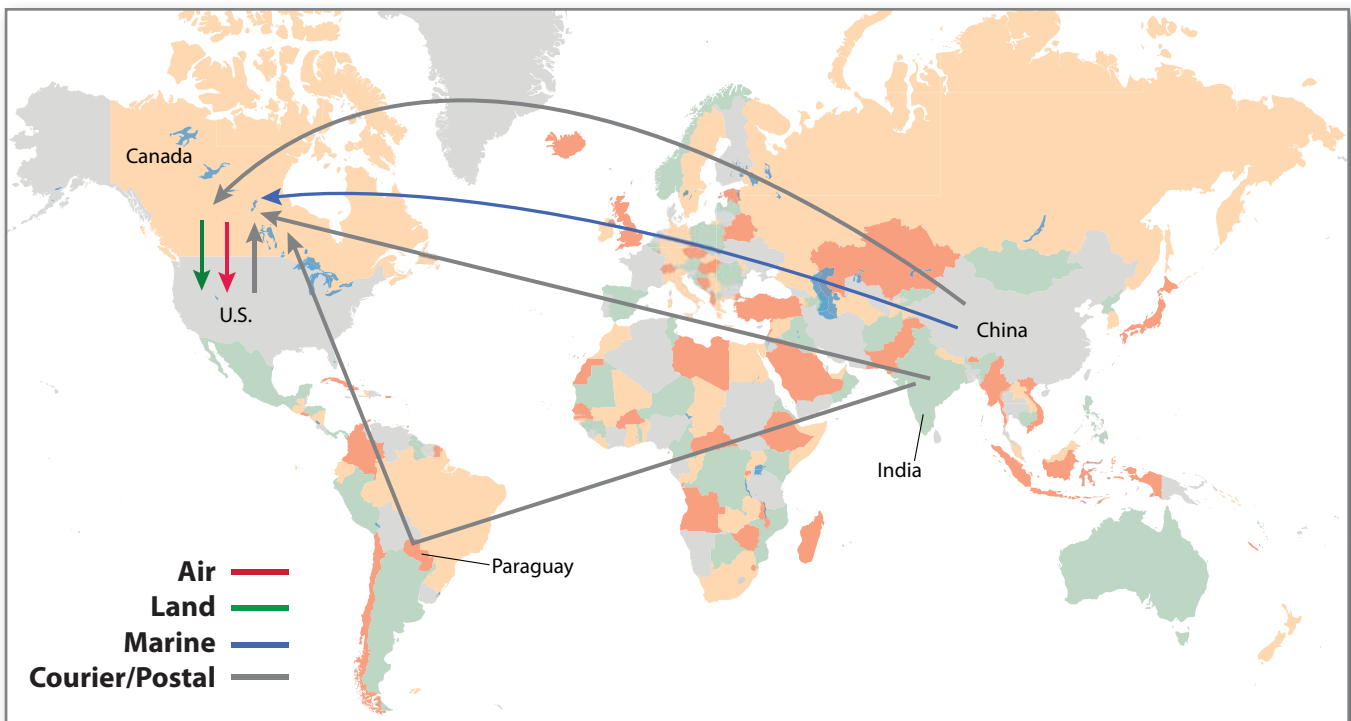 Canada
U.S.
China
India
Paraguay
Air
Land
Marine
Courier/Postal